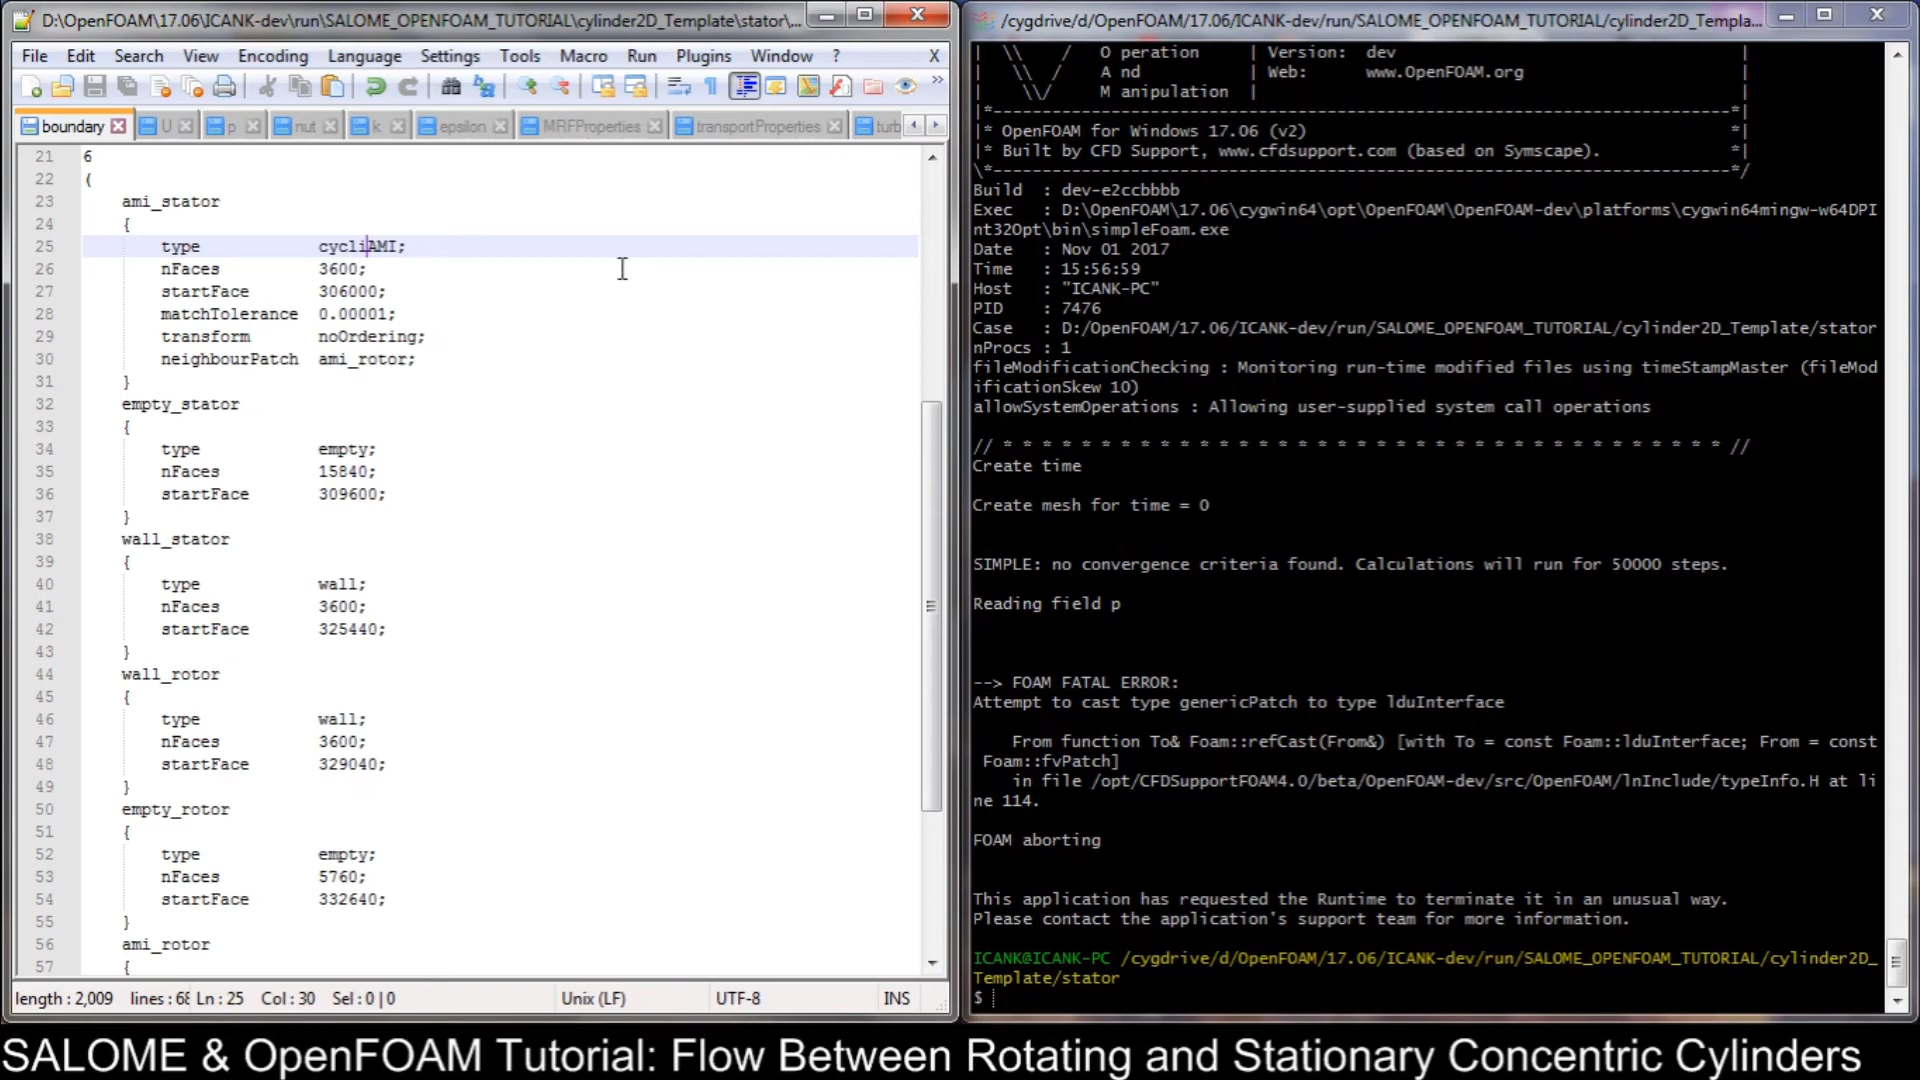 D:\OpenFOAM\17.06\ICANK-dev\run\SALOME_OPENFOAM_TUTORIAL\cylinder2D_Template\stator\...
File Edit Search View Encoding Language Settings Tools Macro Run Plugins Window ? X
boundary U p nut k epsilon MRFProperties transportProperties turb
21 6
22 (
23 ami_stator
24 {
25 type cycliAMI;
26 nFaces 3600;
27 startFace 306000;
28 matchTolerance 0.00001;
29 transform noOrdering;
30 neighbourPatch ami_rotor;
31 }
32 empty_stator
33 {
34 type empty;
35 nFaces 15840;
36 startFace 309600;
37 }
38 wall_stator
39 {
40 type wall;
41 nFaces 3600;
42 startFace 325440;
43 }
44 wall_rotor
45 {
46 type wall;
47 nFaces 3600;
48 startFace 329040;
49 }
50 empty_rotor
51 {
52 type empty;
53 nFaces 5760;
54 startFace 332640;
55 }
56 ami_rotor
57 {
length : 2,009 lines : 68 Ln : 25 Col : 30 Sel : 0 | 0 Unix (LF) UTF-8 INS
/cygdrive/d/OpenFOAM/17.06/ICANK-dev/run/SALOME_OPENFOAM_TUTORIAL/cylinder2D_Templa...
| \\ / O peration | Version: dev |
| \\ / A nd | Web: www.OpenFOAM.org |
| \\/ M anipulation | |
|*---------------------------------------------------------------------------*|
|* OpenFOAM for Windows 17.06 (v2) *|
|* Built by CFD Support, www.cfdsupport.com (based on Symscape). *|
\*---------------------------------------------------------------------------*/
Build : dev-e2ccbbbb
Exec : D:\OpenFOAM\17.06\cygwin64\opt\OpenFOAM\OpenFOAM-dev\platforms\cygwin64mingw-w64DPI
nt32Opt\bin\simpleFoam.exe
Date : Nov 01 2017
Time : 15:56:59
Host : "ICANK-PC"
PID : 7476
Case : D:/OpenFOAM/17.06/ICANK-dev/run/SALOME_OPENFOAM_TUTORIAL/cylinder2D_Template/stator
nProcs : 1
fileModificationChecking : Monitoring run-time modified files using timeStampMaster (fileMod
ificationSkew 10)
allowSystemOperations : Allowing user-supplied system call operations
// * * * * * * * * * * * * * * * * * * * * * * * * * * * * * * * * * * * * * //
Create time
Create mesh for time = 0
SIMPLE: no convergence criteria found. Calculations will run for 50000 steps.
Reading field p
--> FOAM FATAL ERROR:
Attempt to cast type genericPatch to type lduInterface
From function To& Foam::refCast(From&) [with To = const Foam::lduInterface; From = const
Foam::fvPatch]
in file /opt/CFDSupportFOAM4.0/beta/OpenFOAM-dev/src/OpenFOAM/lnInclude/typeInfo.H at li
ne 114.
FOAM aborting
This application has requested the Runtime to terminate it in an unusual way.
Please contact the application's support team for more information.
ICANK@ICANK-PC /cygdrive/d/OpenFOAM/17.06/ICANK-dev/run/SALOME_OPENFOAM_TUTORIAL/cylinder2D_
Template/stator
$
SALOME & OpenFOAM Tutorial: Flow Between Rotating and Stationary Concentric Cylinders